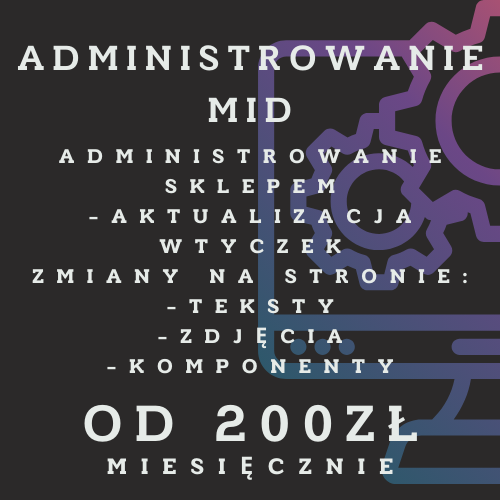 ADMINISTROWANIE
MID
ADMINISTROWANIE
SKLEPEM
-AKTUALIZACJA
WTYCZEK
ZMIANY NA STRONIE:
-TEKSTY
-ZDJĘCIA
-KOMPONENTY
OD 200ZŁ
MIESIĘCZNIE